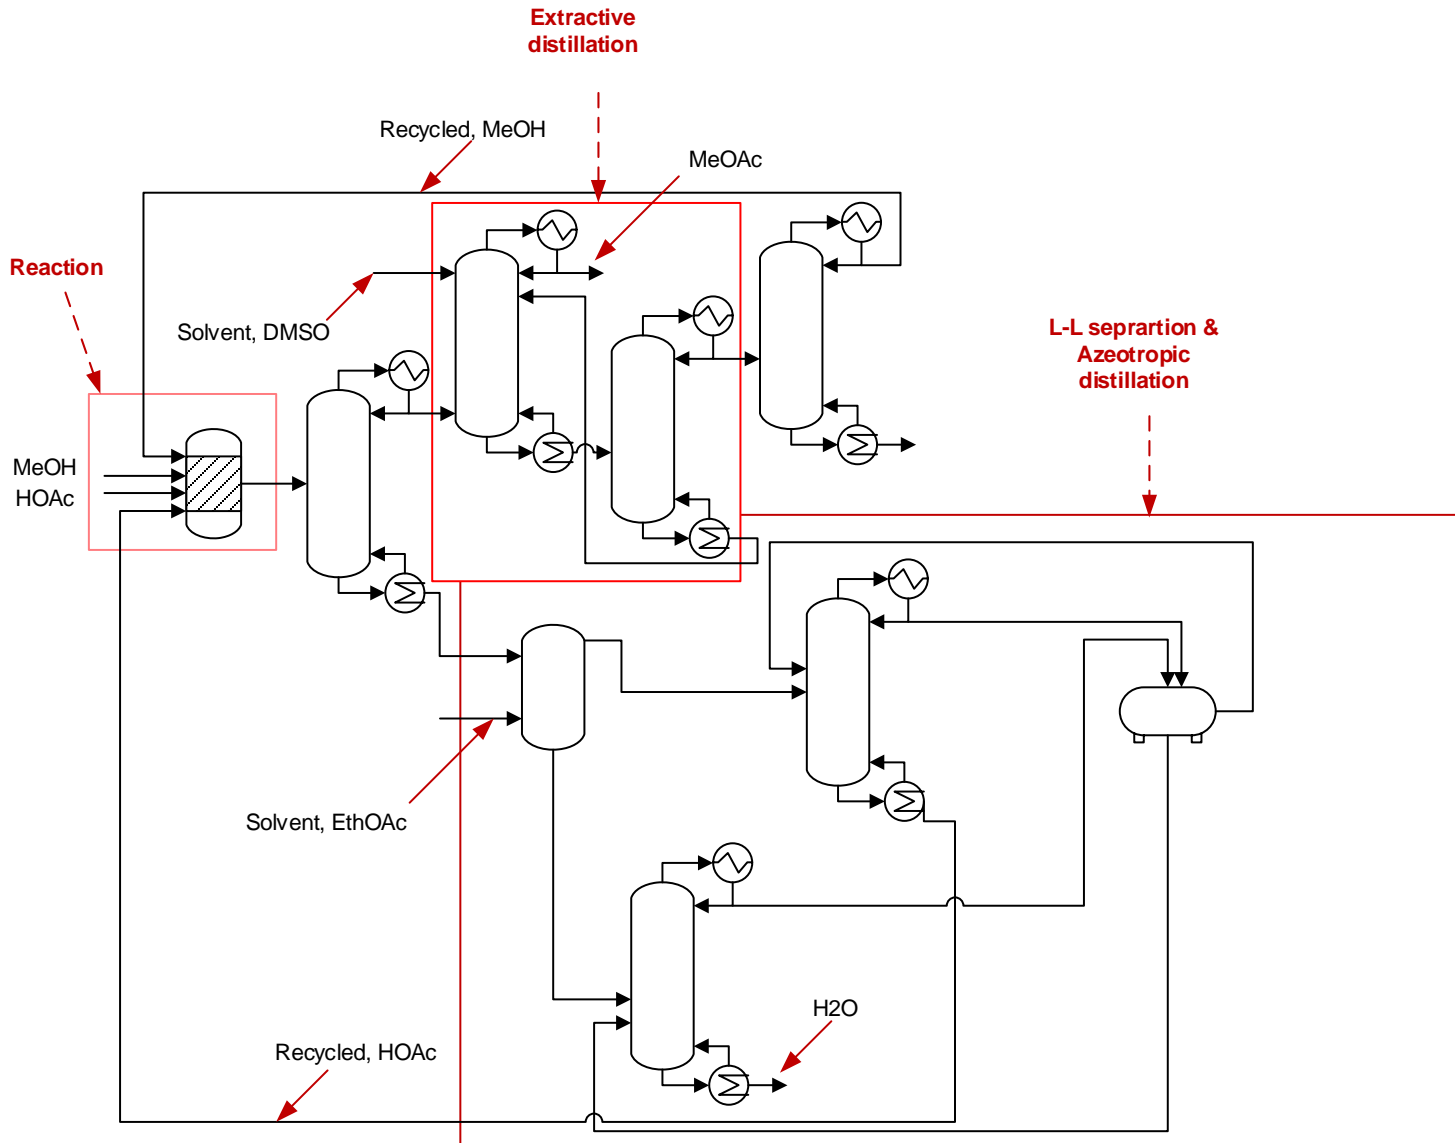 Extractive
distillation
Recycled, MeOH
MeOAc
Reaction
Solvent, DMSO
L-L seprartion &
Azeotropic
distillation
MeOH
HOAc
Solvent, EthOAc
H2O
Recycled, HOAc